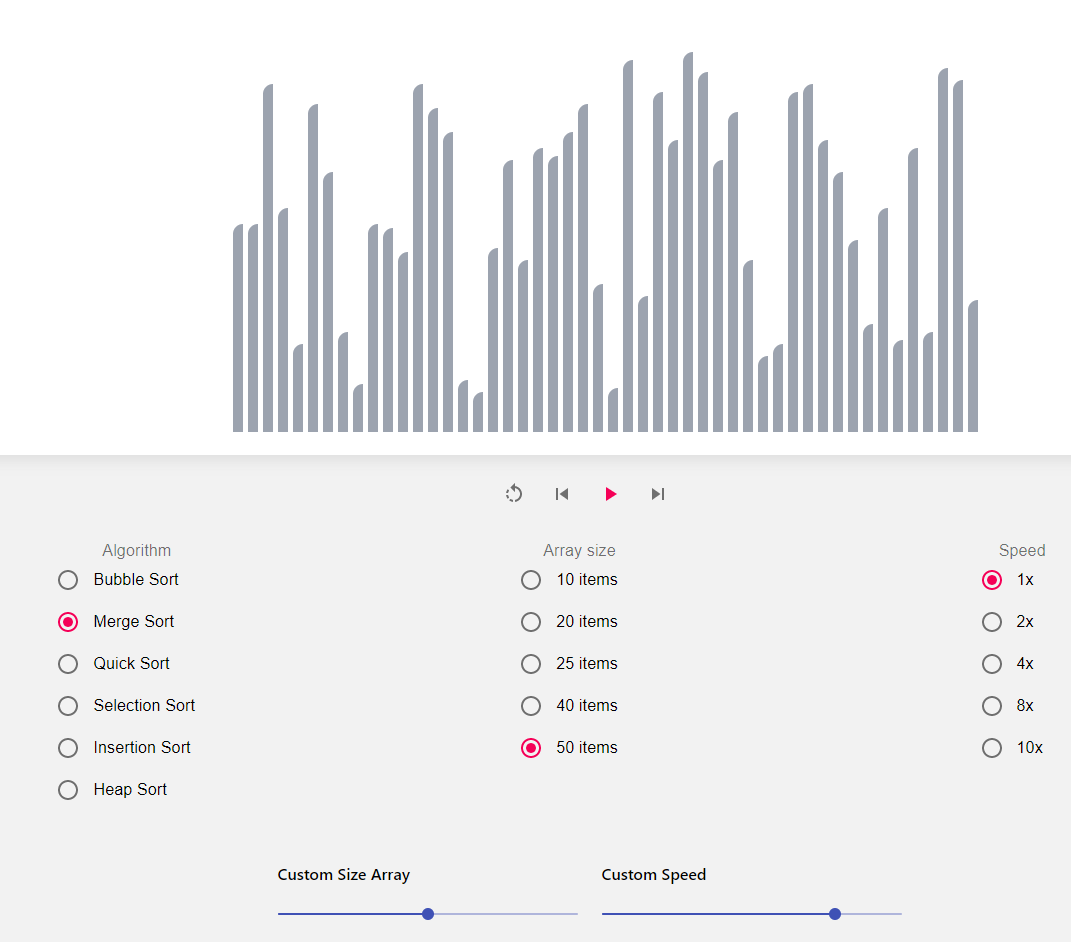 Algorithm
Bubble Sort
Merge Sort
Quick Sort
Selection Sort
Insertion Sort
Heap Sort
Array size
10 items
20 items
25 items
40 items
50 items
Speed
1x
2x
4x
8x
10x
Custom Size Array
Custom Speed